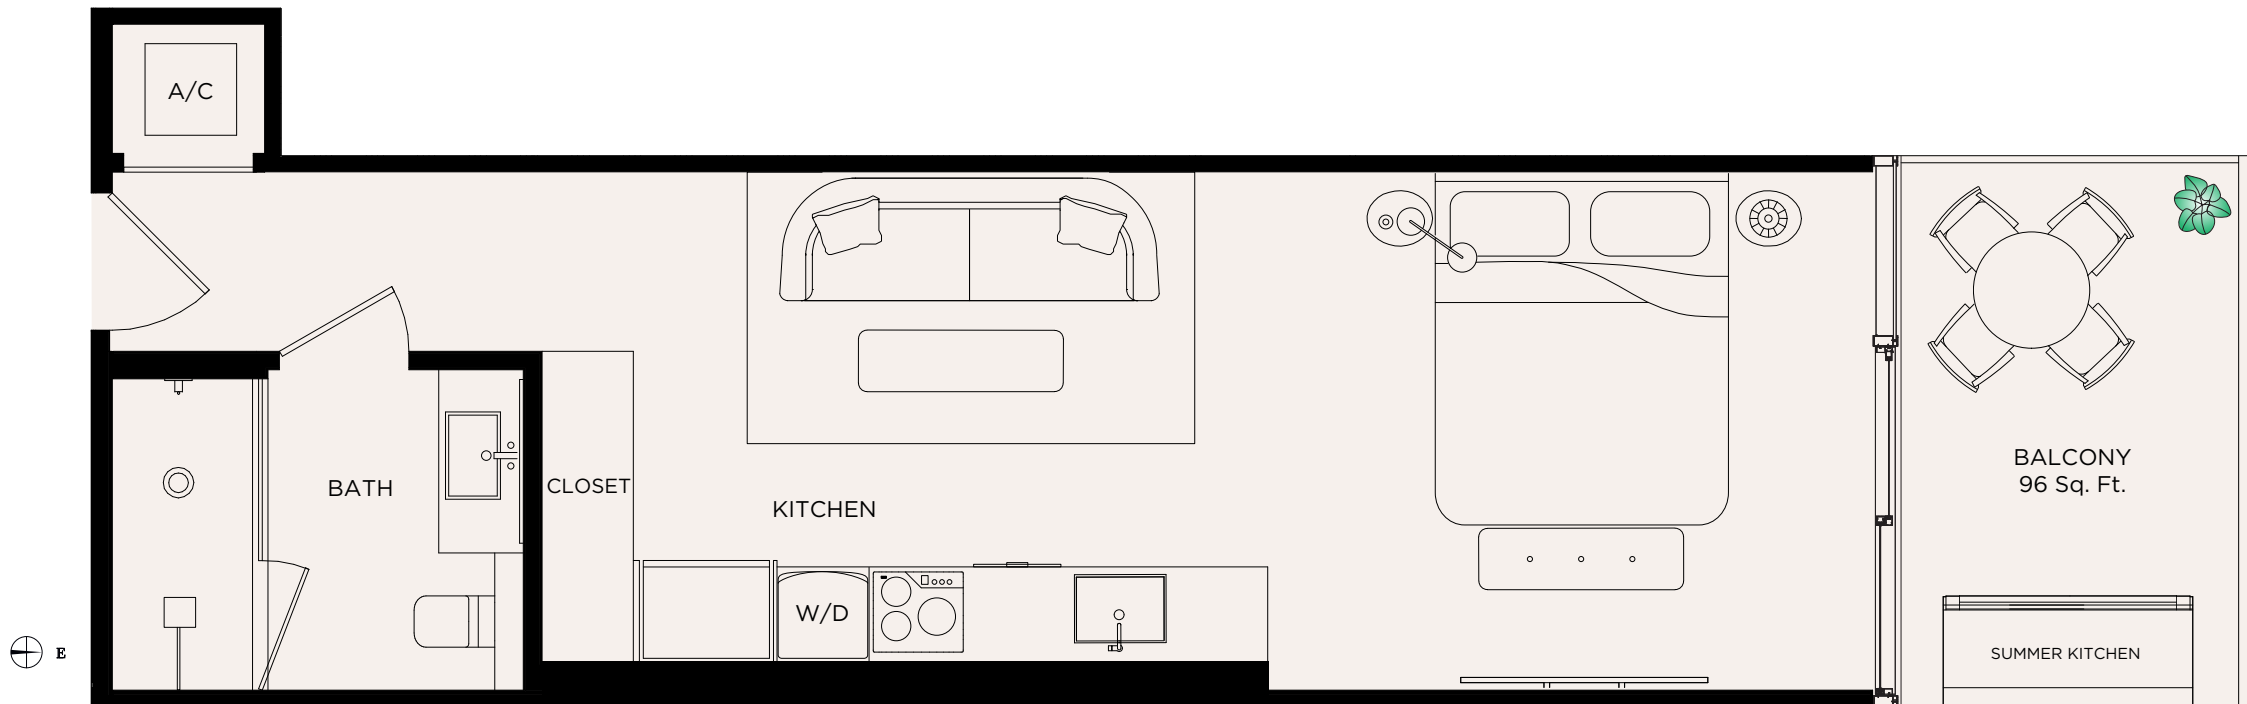 A/C
BATH
CLOSET
KITCHEN
W/D
BALCONY
96 Sq. Ft.
SUMMER KITCHEN
E